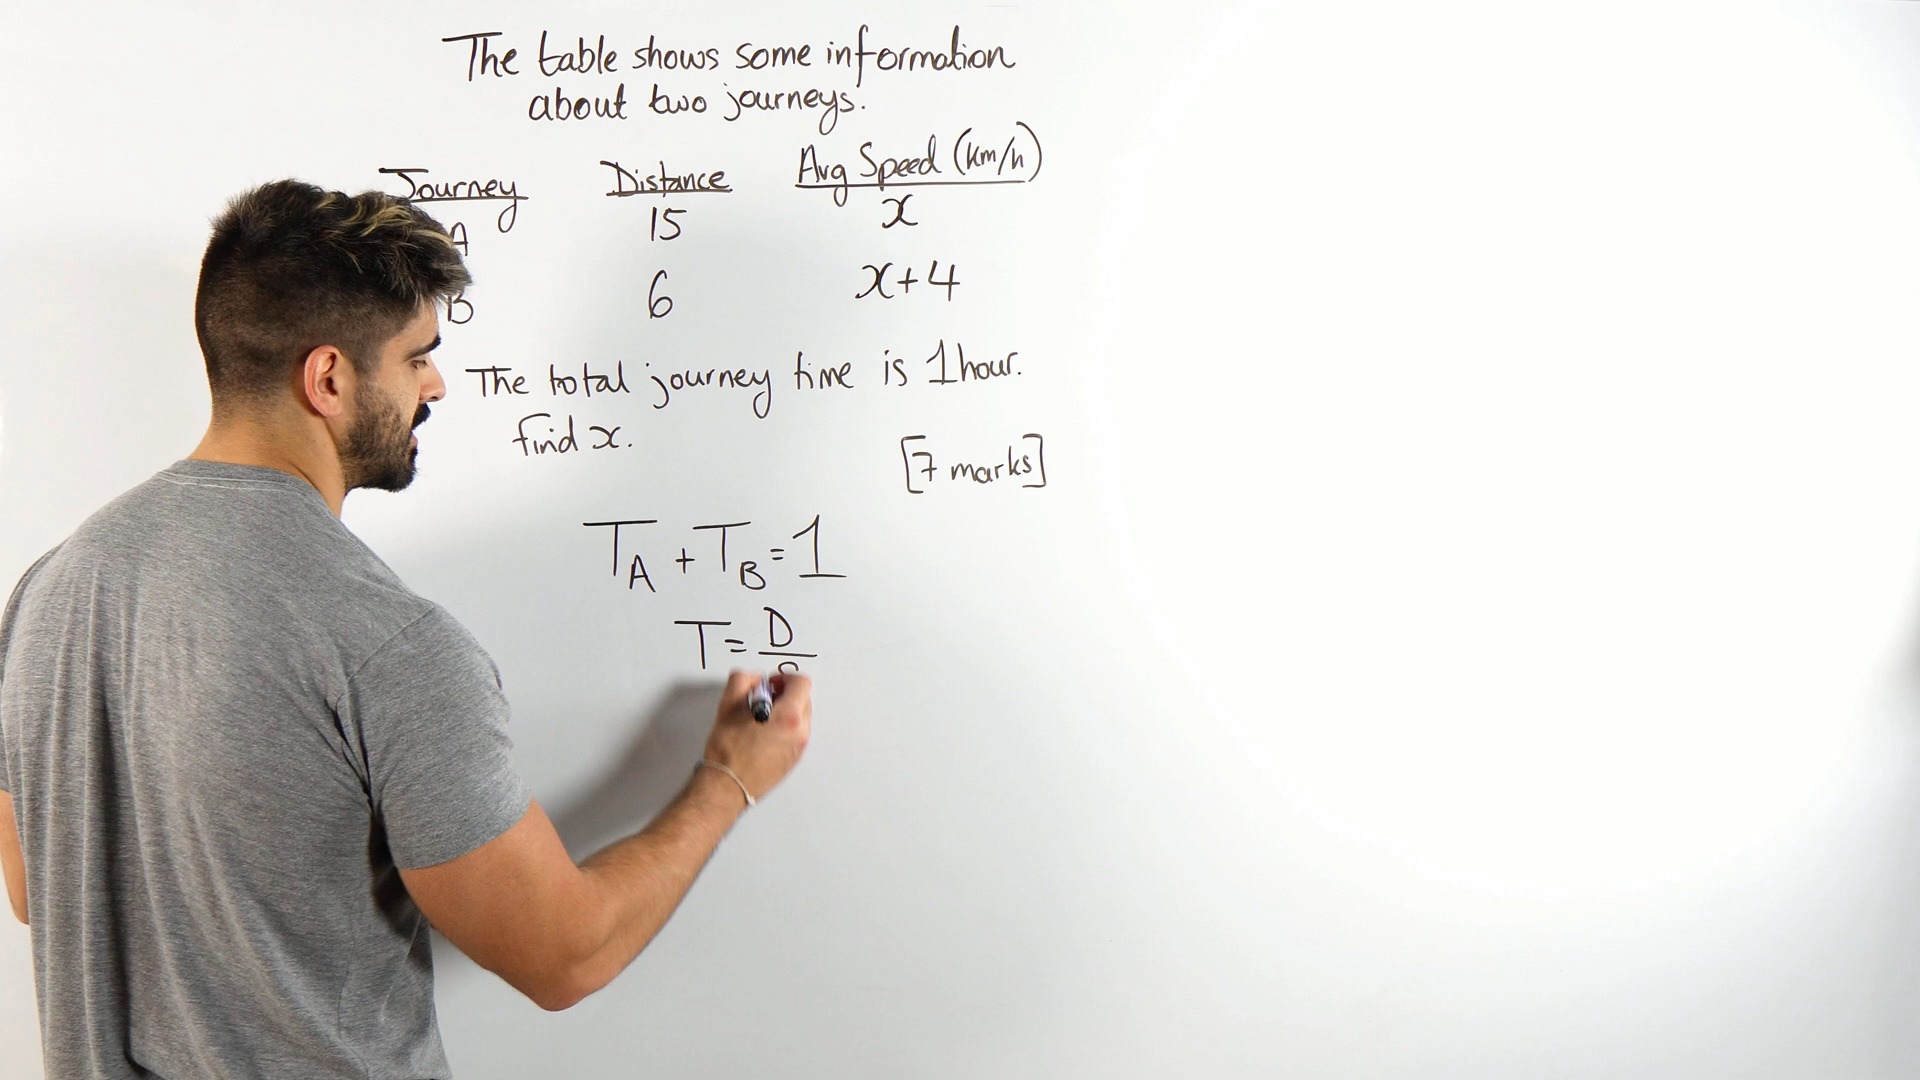 The table shows some information
about two journeys.
Journey Distance Avg Speed (km/h)
A 15 x
B 6 x+4
The total journey time is 1 hour.
find x.
[7 marks]
T_A + T_B = 1
T = D/S